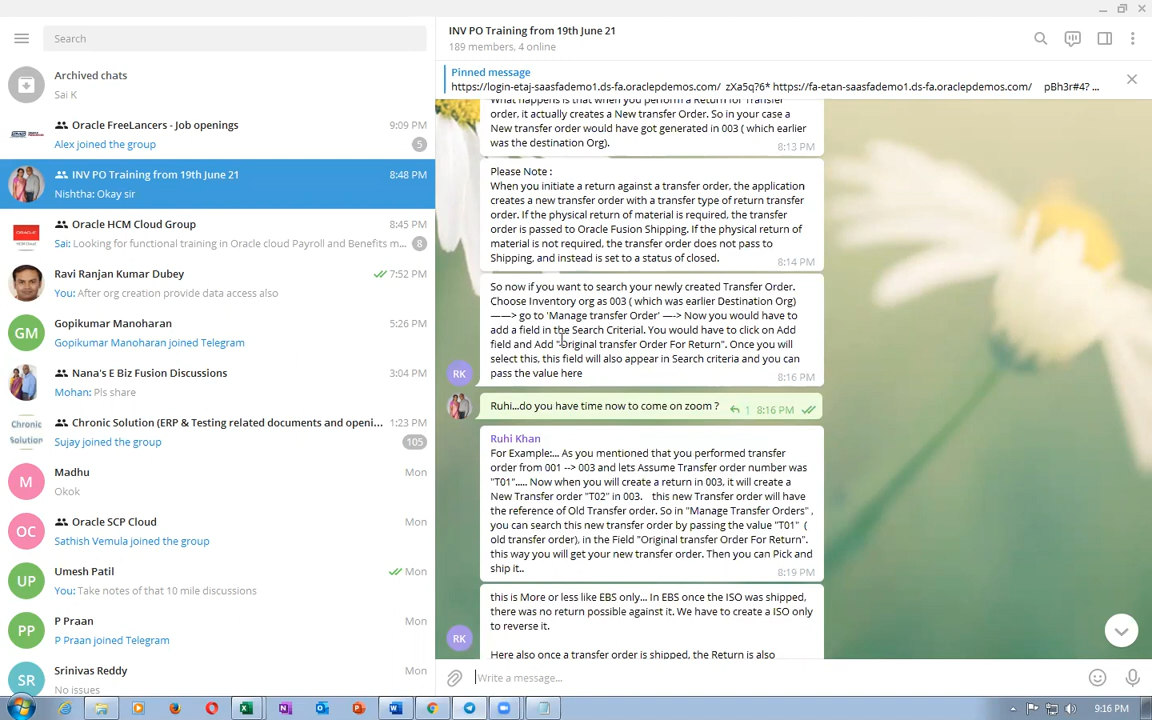 Search
Archived chats
Sai K
Oracle FreeLancers - Job openings
9:09 PM
Alex joined the group
5
INV PO Training from 19th June 21
8:48 PM
Nishtha: Okay sir
Oracle HCM Cloud Group
8:45 PM
Sai: Looking for functional training in Oracle cloud Payroll and Benefits m...
8
Ravi Ranjan Kumar Dubey
7:52 PM
You: After org creation provide data access also
GM
Gopikumar Manoharan
5:26 PM
Gopikumar Manoharan joined Telegram
Nana's E Biz Fusion Discussions
3:04 PM
Mohan: Pls share
Chronic
Solution
Chronic Solution (ERP & Testing related documents and openi...
1:23 PM
Sujay joined the group
105
M
Madhu
Mon
Okok
OC
Oracle SCP Cloud
Mon
Sathish Vemula joined the group
UP
Umesh Patil
Mon
You: Take notes of that 10 mile destination
PP
P Praan
Mon
P Praan joined Telegram
SR
Srinivas Reddy
Mon
No issues
INV PO Training from 19th June 21
189 members, 4 online
Pinned message
https://login-etaj-saasfademo1.ds-fa.oraclepdemos.com/ zXa5q?6* https://fa-etan-saasfademo1.ds-fa.oraclepdemos.com/ pBh3r#4? ...
What happens is that when you perform a Return for Transfer
order, it actually creates a New transfer Order. So in your case a
New transfer order would have got generated in 003 ( which earlier
was the destination Org).
8:13 PM
Please Note :
When you initiate a return against a transfer order, the application
creates a new transfer order with a transfer type of return transfer
order. If the physical return of material is required, the transfer
order is passed to Oracle Fusion Shipping. If the physical return of
material is not required, the transfer order does not pass to
Shipping, and instead is set to a status of closed.
8:14 PM
So now if you want to search your newly created Transfer Order.
Choose Inventory org as 003 ( which was earlier Destination Org)
——> go to 'Manage transfer Order' —-> Now you would have to
add a field in the Search Criterial. You would have to click on Add
field and Add "Original transfer Order For Return". Once you will
select this, this field will also appear in Search criteria and you can
pass the value here
8:16 PM
RK
Ruhi...do you have time now to come on zoom ?
1 8:16 PM
Ruhi Khan
For Example:... As you mentioned that you performed transfer
order from 001 --> 003 and lets Assume Transfer order number was
"T01"..... Now when you will create a return in 003, it will create a
New Transfer order "T02" in 003. this new Transfer order will have
the reference of Old Transfer order. So in "Manage Transfer Orders" ,
you can search this new transfer order by passing the value "T01" (
old transfer order), in the Field "Original transfer Order For Return".
this way you will get your new transfer order. Then you can Pick and
ship it..
8:19 PM
this is More or less like EBS only... In EBS once the ISO was shipped,
there was no return possible against it. We have to create a ISO only
to reverse it.
RK
Here also once a transfer order is shipped, the Return is also
Write a message...
9:16 PM